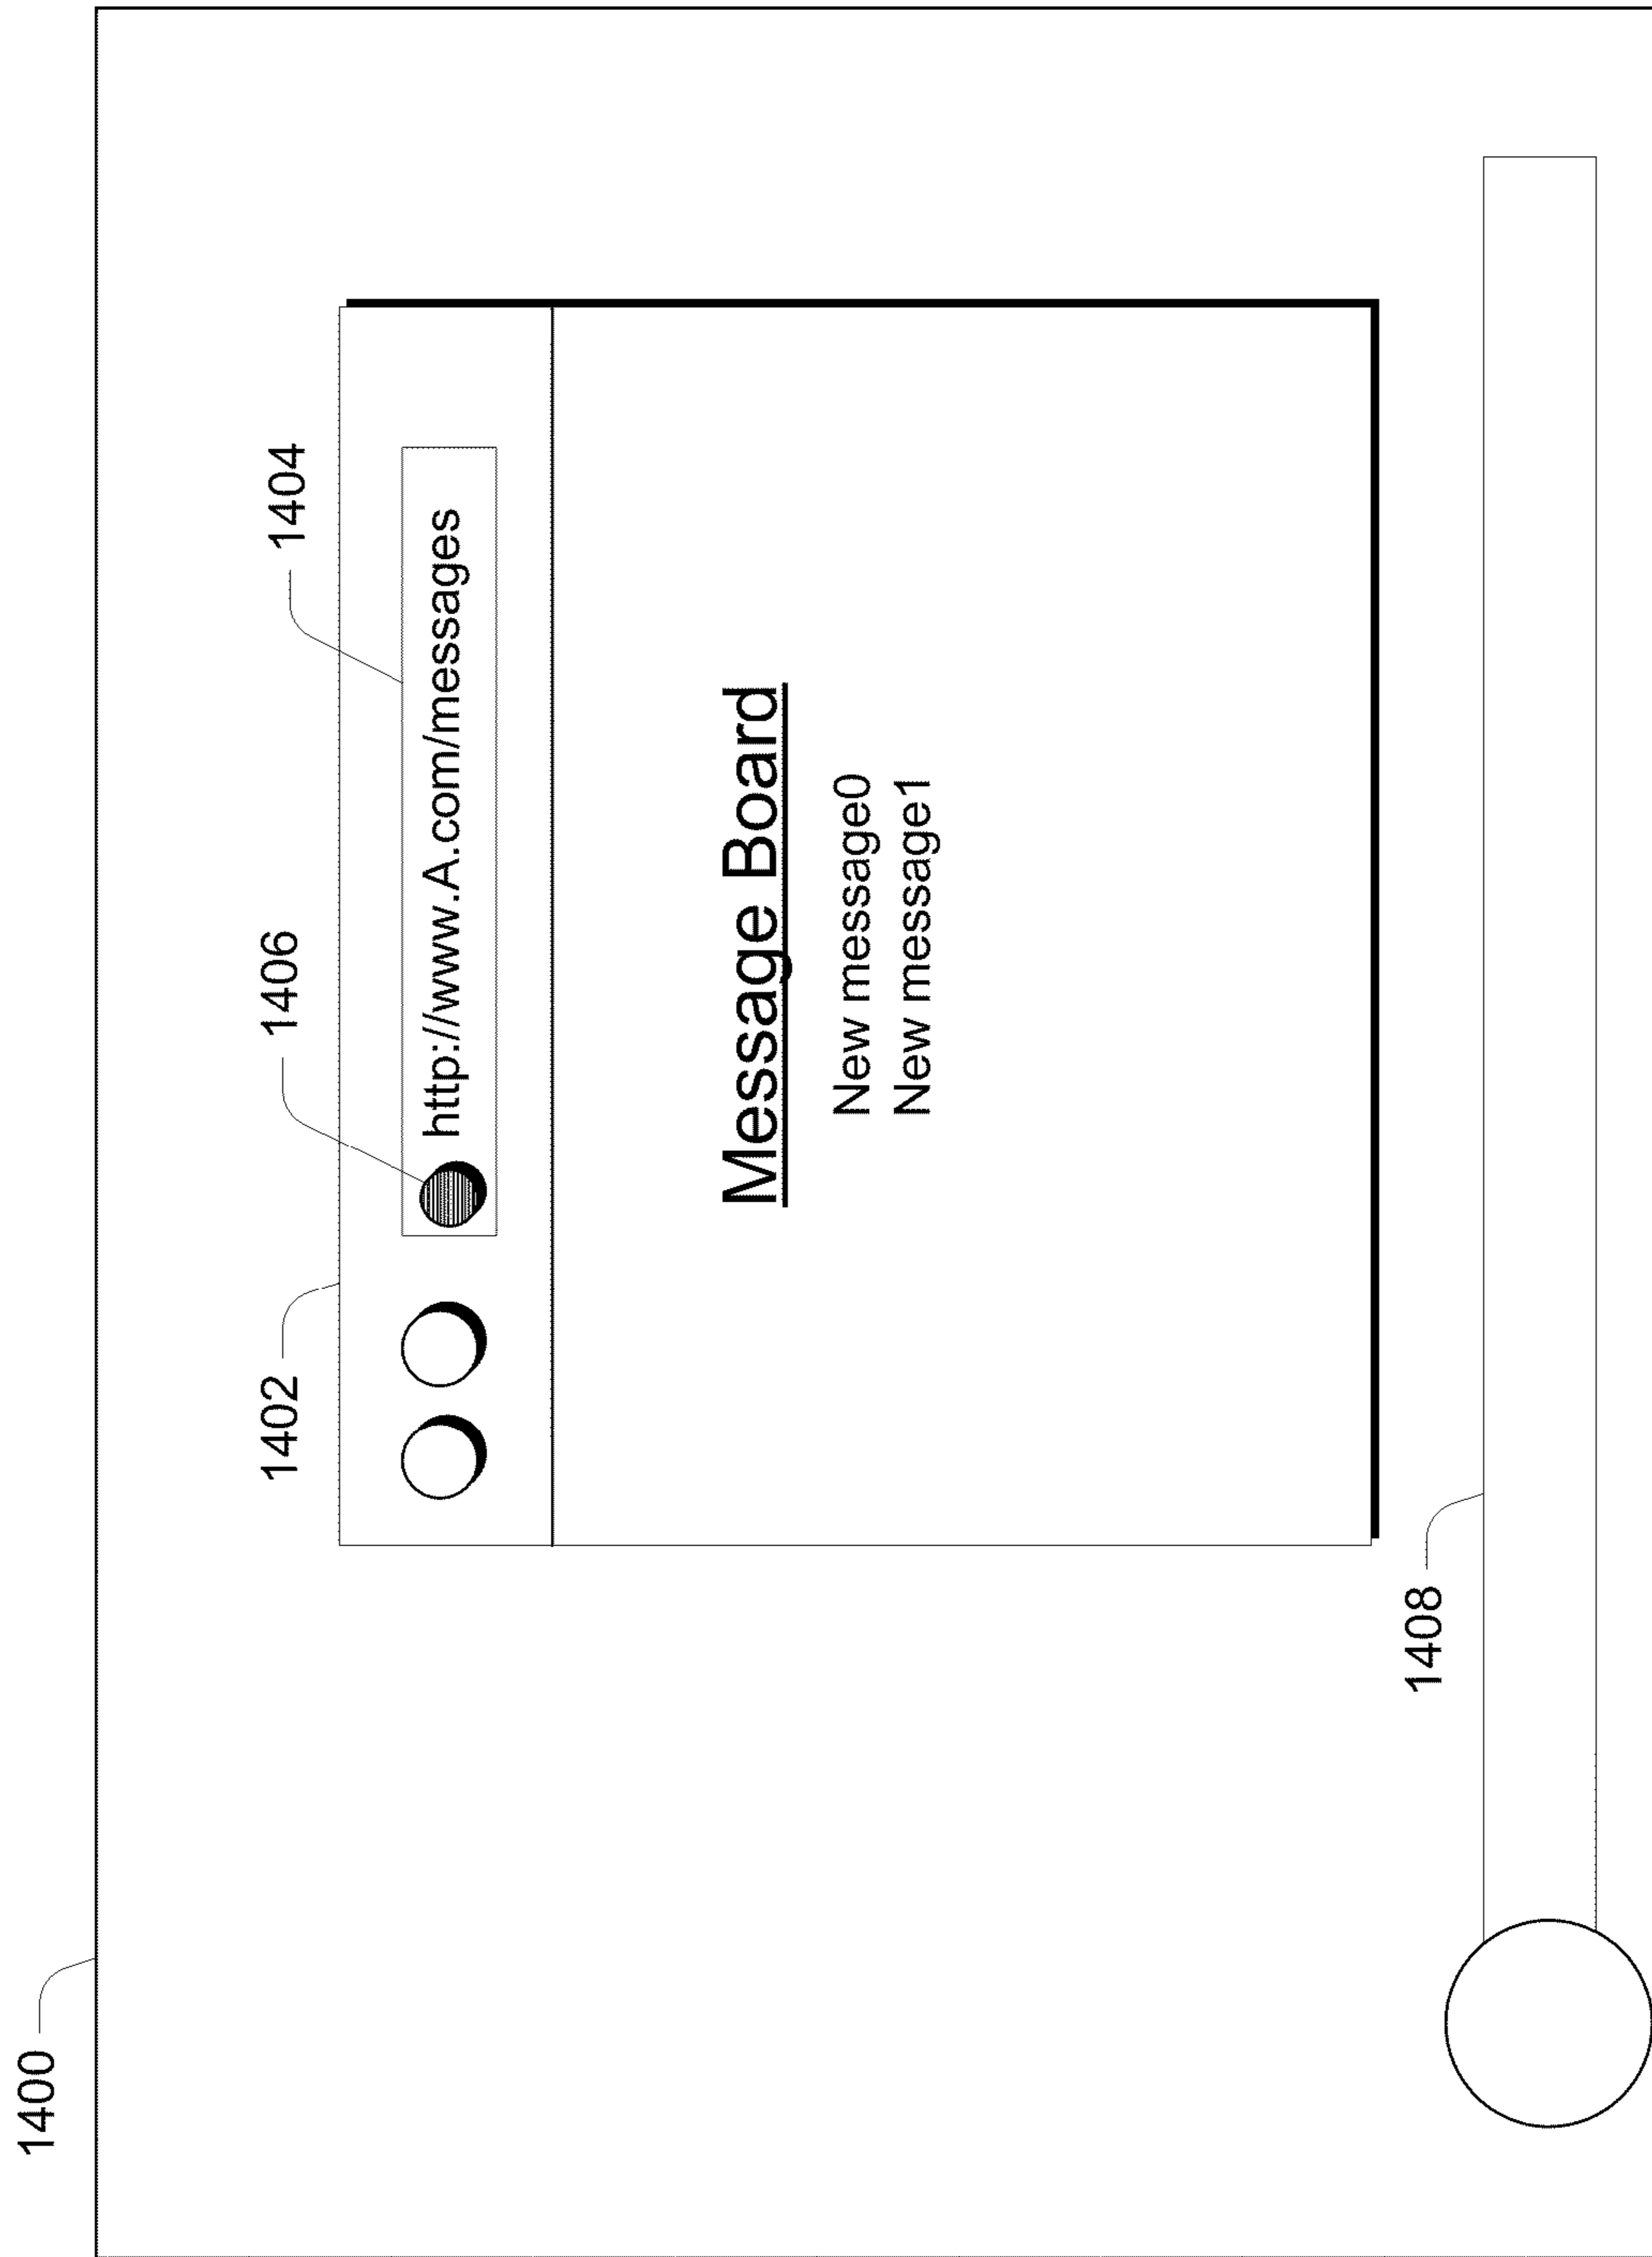 1400
1402
1406
1404
http://www.A.com/messages
Message Board
New message0
New message1
1408